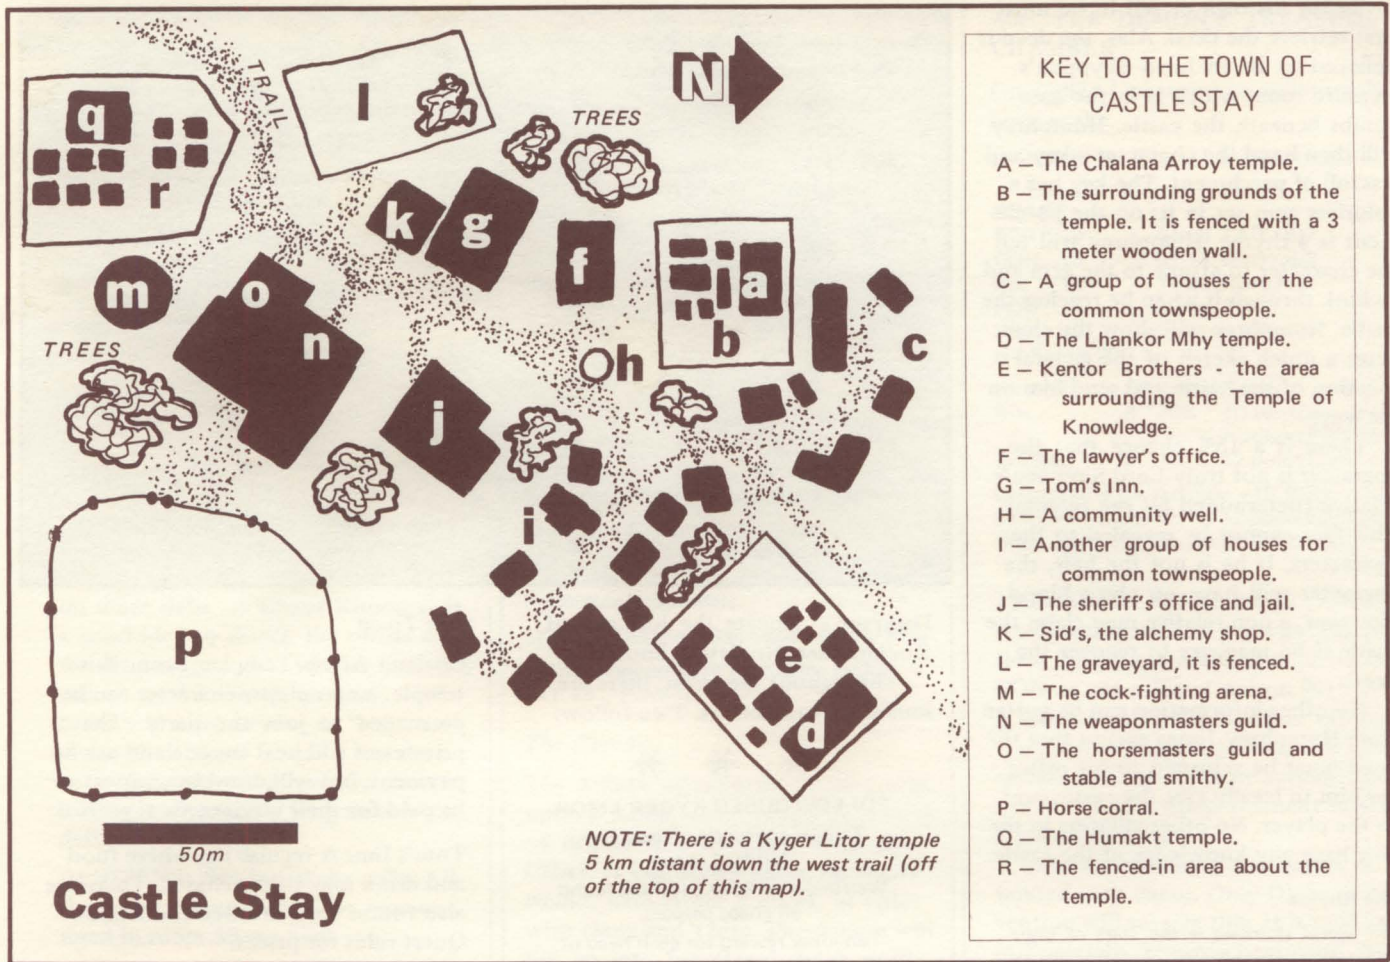 TRAIL
N
TREES
l
q
r
k
g
f
a
b
c
m
o
n
h
TREES
j
i
e
d
p
50m
Castle Stay
NOTE: There is a Kyger Litor temple
5 km distant down the west trail (off
of the top of this map).
KEY TO THE TOWN OF
CASTLE STAY
A – The Chalana Arroy temple.
B – The surrounding grounds of the
temple. It is fenced with a 3
meter wooden wall.
C – A group of houses for the
common townspeople.
D – The Lhankor Mhy temple.
E – Kentor Brothers - the area
surrounding the Temple of
Knowledge.
F – The lawyer's office.
G – Tom's Inn.
H – A community well.
I – Another group of houses for
common townspeople.
J – The sheriff's office and jail.
K – Sid's, the alchemy shop.
L – The graveyard, it is fenced.
M – The cock-fighting arena.
N – The weaponmasters guild.
O – The horsemasters guild and
stable and smithy.
P – Horse corral.
Q – The Humakt temple.
R – The fenced-in area about the
temple.